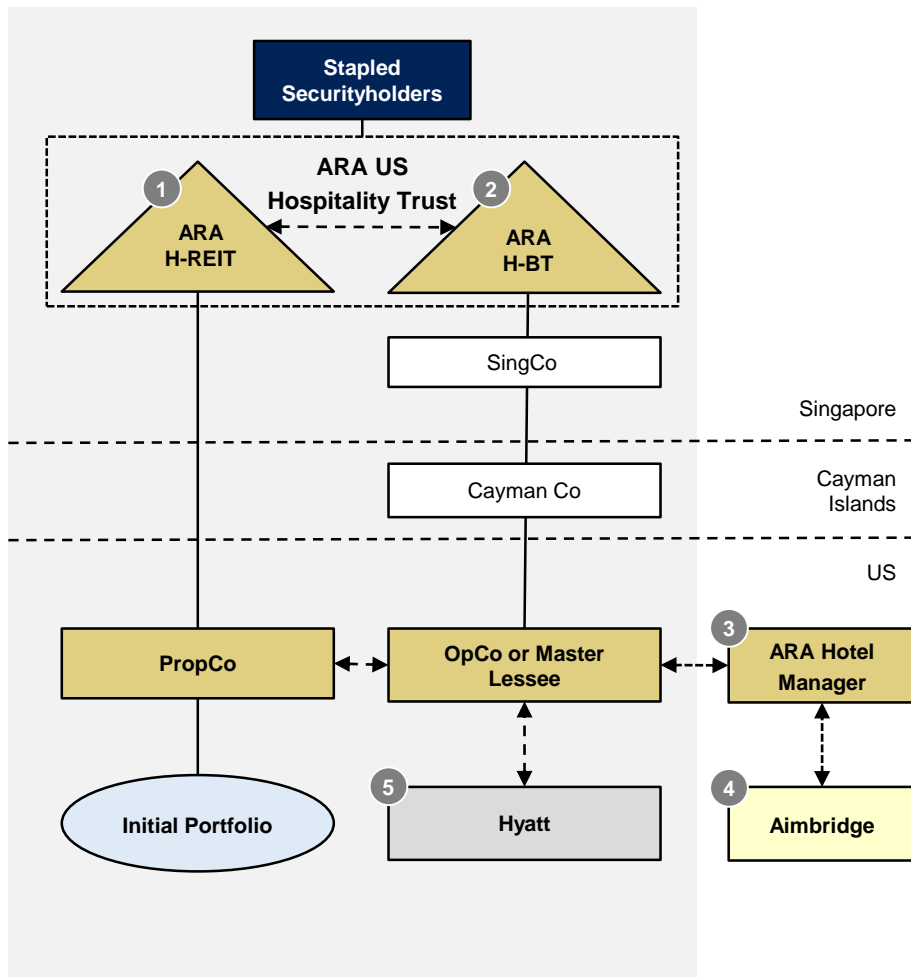 Stapled
Securityholders
ARA US
Hospitality Trust
1
2
ARA
H-REIT
ARA
H-BT
SingCo
Singapore
Cayman Co
Cayman
Islands
US
PropCo
OpCo or Master
Lessee
3
ARA Hotel
Manager
Initial Portfolio
5
Hyatt
4
Aimbridge